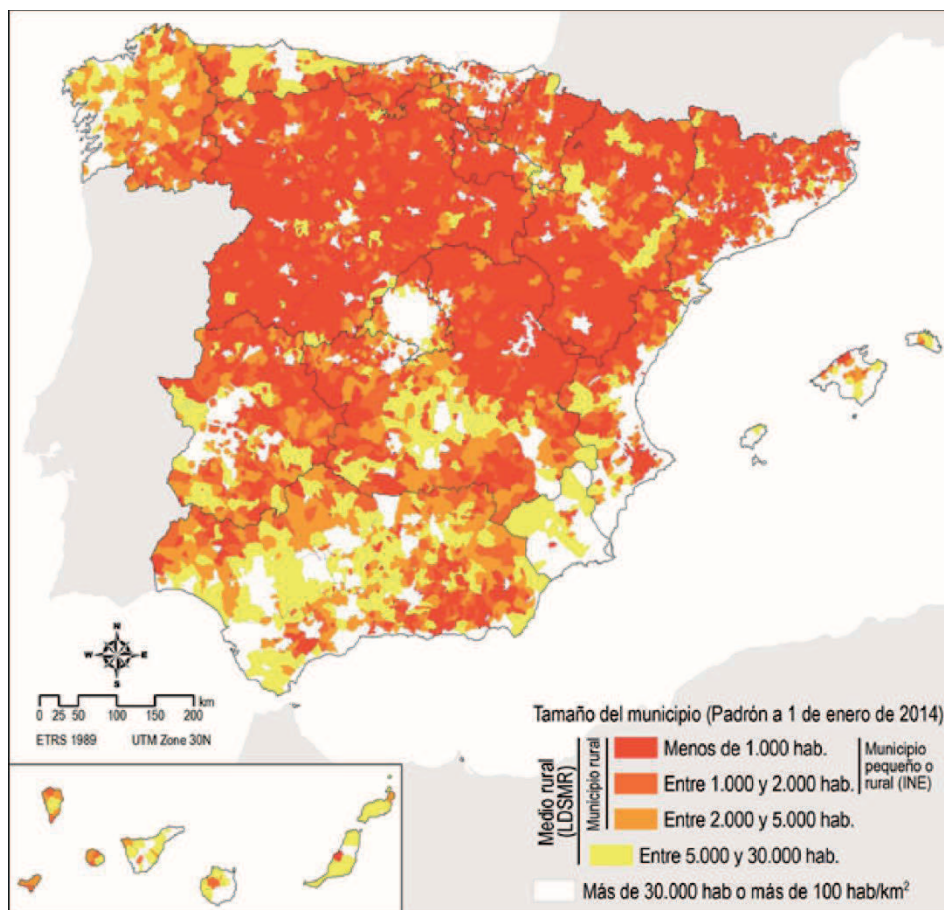 N
W E
S
km
0 25 50 100 150 200
ETRS 1989 UTM Zone 30N
Tamaño del municipio (Padrón a 1 de enero de 2014)
Medio rural
(LDSMR)
Municipio rural
Menos de 1.000 hab.
Entre 1.000 y 2.000 hab.
Entre 2.000 y 5.000 hab.
Entre 5.000 y 30.000 hab.
Más de 30.000 hab o más de 100 hab/km²
Municipio
pequeño o
rural (INE)